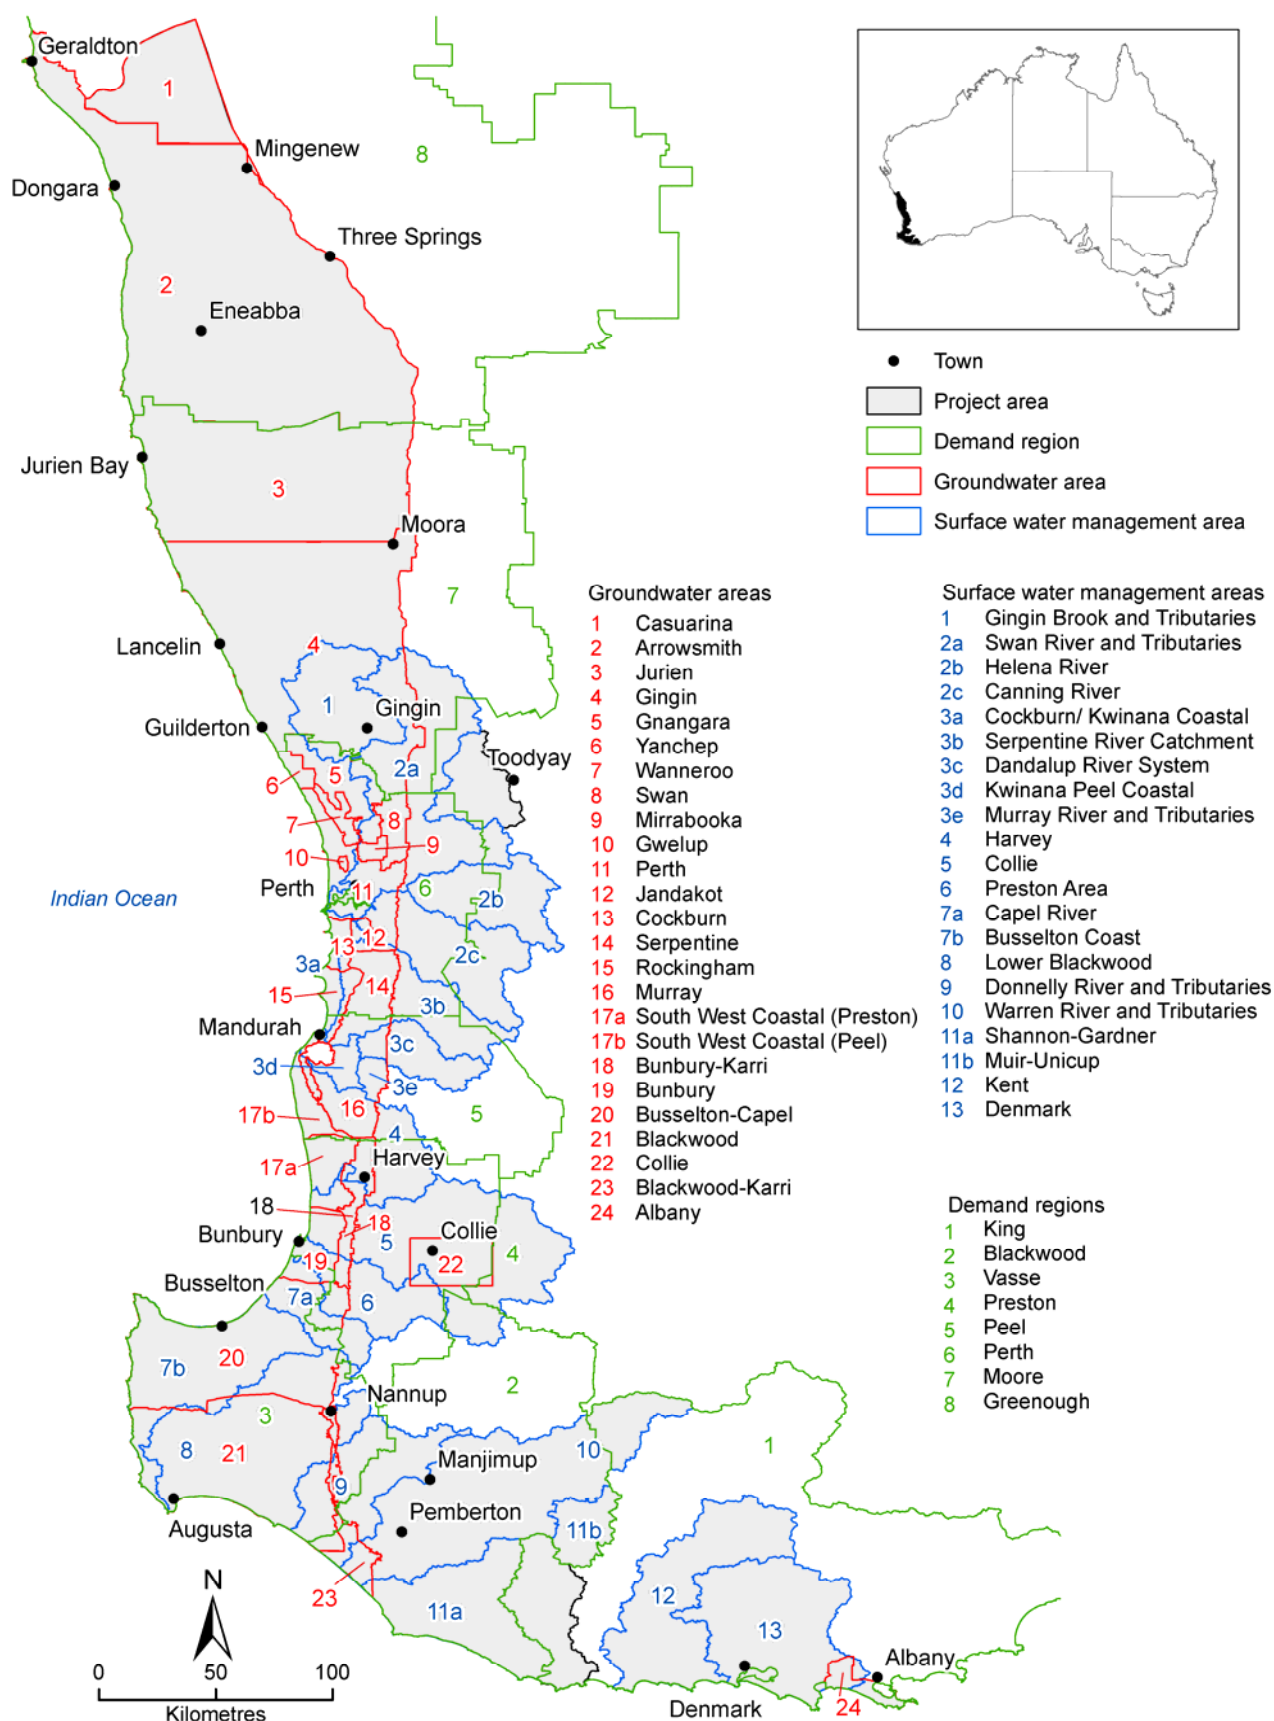 Geraldton
1
Mingenew
8
Dongara
Three Springs
2
Eneabba
Town
Project area
Demand region
Groundwater area
Surface water management area
Jurien Bay
3
Moora
7
Lancelin
4
1
Gingin
Guilderton
Toodyay
2a
5
6
8
7
9
10
Perth
11
6
2b
Indian Ocean
12
13
2c
3a
14
15
3b
Mandurah
3c
3d
3e
16
17b
5
4
17a
Harvey
18
18
5
Collie
Bunbury
4
19
22
Busselton
7a
6
7b
20
2
Nannup
3
8
21
10
1
Manjimup
9
Pemberton
11b
Augusta
N
23
11a
12
13
Albany
24
Denmark
0 50 100
Kilometres
Groundwater areas
1 Casuarina
2 Arrowsmith
3 Jurien
4 Gingin
5 Gnangara
6 Yanchep
7 Wanneroo
8 Swan
9 Mirrabooka
10 Gwelup
11 Perth
12 Jandakot
13 Cockburn
14 Serpentine
15 Rockingham
16 Murray
17a South West Coastal (Preston)
17b South West Coastal (Peel)
18 Bunbury-Karri
19 Bunbury
20 Busselton-Capel
21 Blackwood
22 Collie
23 Blackwood-Karri
24 Albany
Surface water management areas
1 Gingin Brook and Tributaries
2a Swan River and Tributaries
2b Helena River
2c Canning River
3a Cockburn/ Kwinana Coastal
3b Serpentine River Catchment
3c Dandalup River System
3d Kwinana Peel Coastal
3e Murray River and Tributaries
4 Harvey
5 Collie
6 Preston Area
7a Capel River
7b Busselton Coast
8 Lower Blackwood
9 Donnelly River and Tributaries
10 Warren River and Tributaries
11a Shannon-Gardner
11b Muir-Unicup
12 Kent
13 Denmark
Demand regions
1 King
2 Blackwood
3 Vasse
4 Preston
5 Peel
6 Perth
7 Moore
8 Greenough